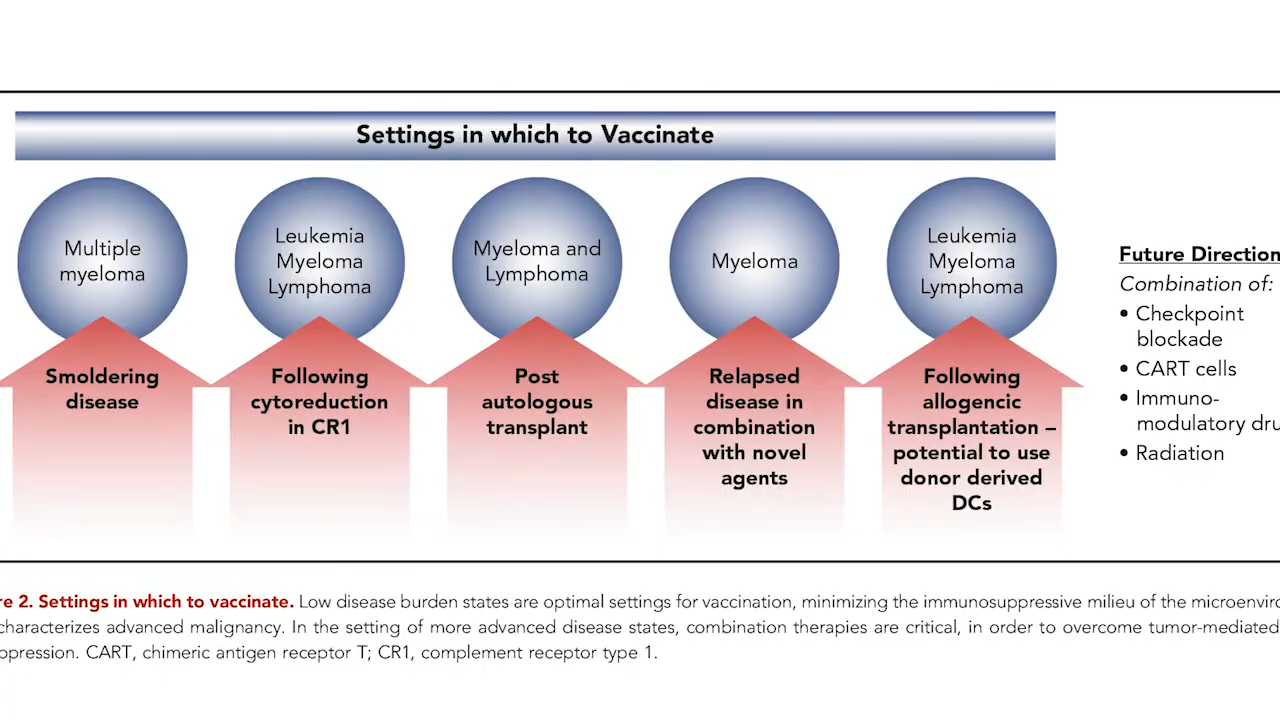 Settings in which to Vaccinate
Multiple
myeloma
Smoldering
disease
Leukemia
Myeloma
Lymphoma
Following
cytoreduction
in CR1
Myeloma and
Lymphoma
Post
autologous
transplant
Myeloma
Relapsed
disease in
combination
with novel
agents
Leukemia
Myeloma
Lymphoma
Following
allogencic
transplantation –
potential to use
donor derived
DCs
Future Direction
Combination of:
• Checkpoint
blockade
• CART cells
• Immuno-
modulatory dru
• Radiation
re 2. Settings in which to vaccinate. Low disease burden states are optimal settings for vaccination, minimizing the immunosuppressive milieu of the microenviro
characterizes advanced malignancy. In the setting of more advanced disease states, combination therapies are critical, in order to overcome tumor-mediated
ppression. CART, chimeric antigen receptor T; CR1, complement receptor type 1.